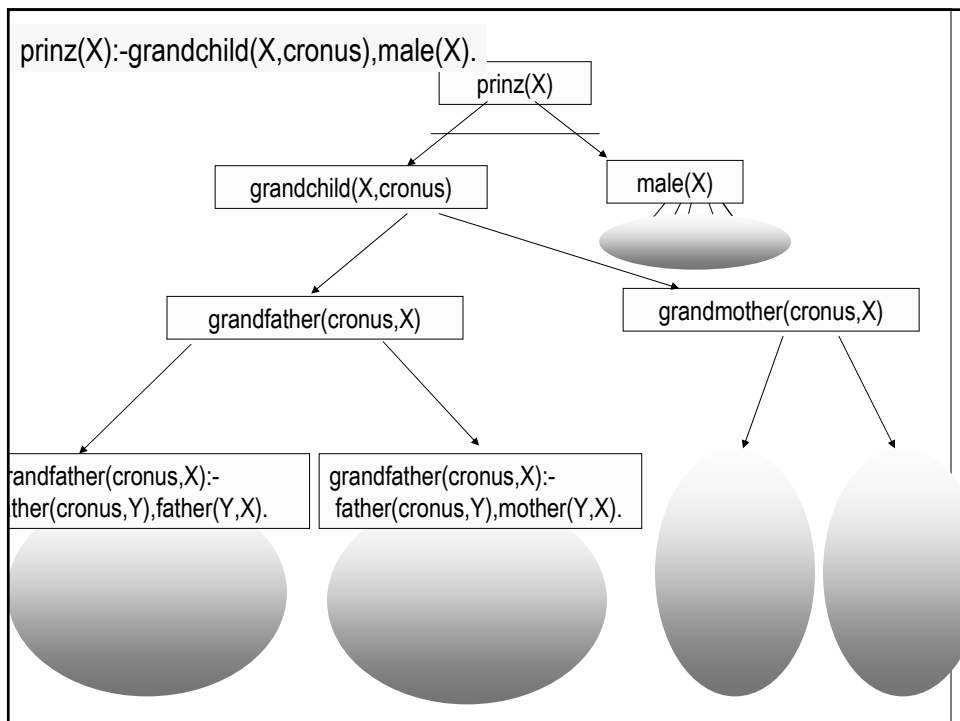 prinz(X):-grandchild(X,cronus),male(X).
prinz(X)
grandchild(X,cronus)
male(X)
grandfather(cronus,X)
grandmother(cronus,X)
randfather(cronus,X):-
ther(cronus,Y),father(Y,X).
grandfather(cronus,X):-
father(cronus,Y),mother(Y,X).